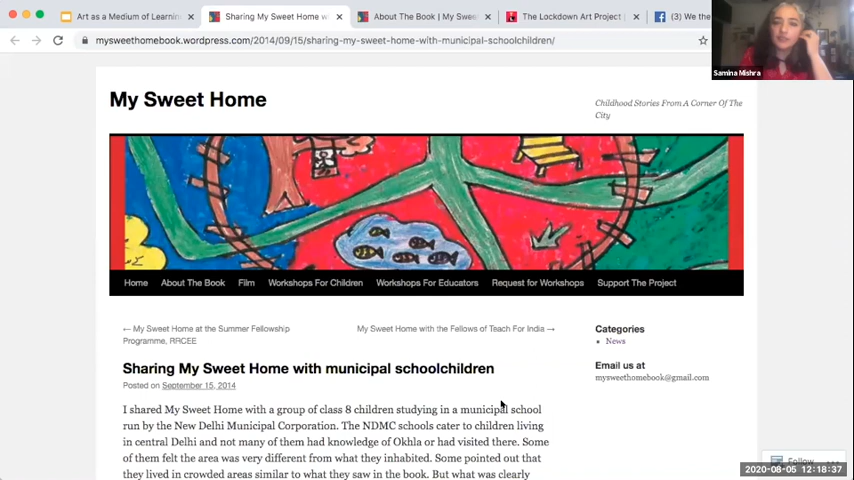 Art as a Medium of Learnin
Sharing My Sweet Home w
About The Book | My Swe
The Lockdown Art Project |
(3) We the
mysweethomebook.wordpress.com/2014/09/15/sharing-my-sweet-home-with-municipal-schoolchildren/
Samina Mishra
My Sweet Home
Childhood Stories From A Corner Of The
City
Home About The Book Film Workshops For Children Workshops For Educators Request for Workshops Support The Project
← My Sweet Home at the Summer Fellowship
Programme, RRCEE
My Sweet Home with the Fellows of Teach For India →
Sharing My Sweet Home with municipal schoolchildren
Posted on September 15, 2014
I shared My Sweet Home with a group of class 8 children studying in a municipal school
run by the New Delhi Municipal Corporation. The NDMC schools cater to children living
in central Delhi and not many of them had knowledge of Okhla or had visited there. Some
of them felt the area was very different from what they inhabited. Some pointed out that
they lived in crowded areas similar to what they saw in the book. But what was clearly
Categories
News
Email us at
mysweethomebook@gmail.com
Follow
2020-08-05 12:18:37